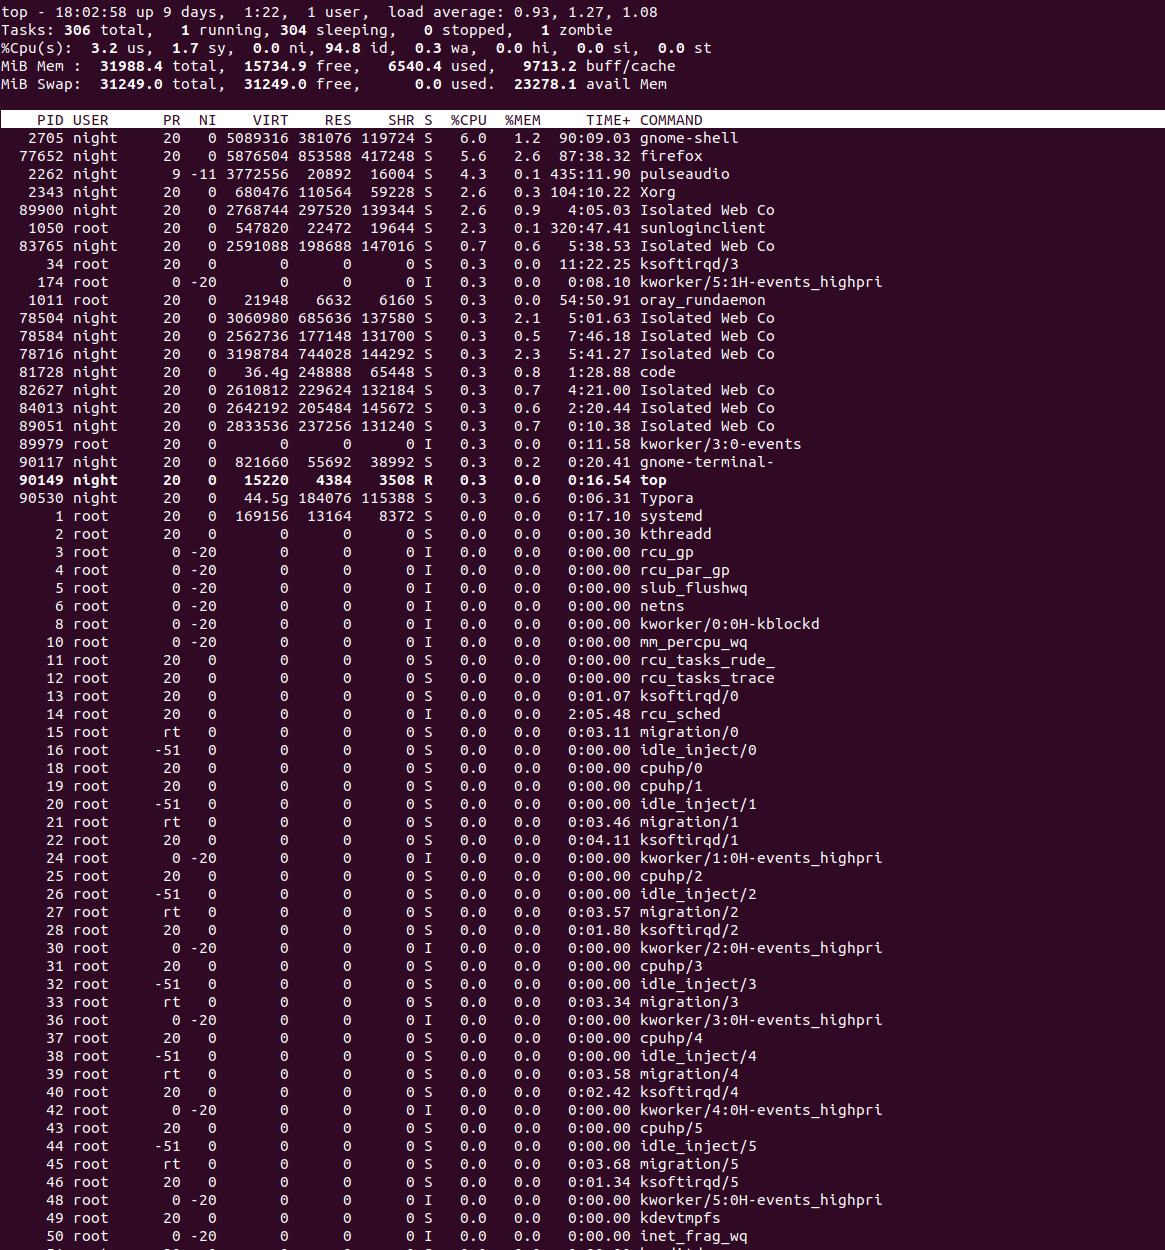 top - 18:02:58 up 9 days,  1:22,  1 user,  load average: 0.93, 1.27, 1.08
Tasks: 306 total,   1 running, 304 sleeping,   0 stopped,   1 zombie
%Cpu(s):  3.2 us,  1.7 sy,  0.0 ni, 94.8 id,  0.3 wa,  0.0 hi,  0.0 si,  0.0 st
MiB Mem :  31988.4 total,  15734.9 free,   6540.4 used,   9713.2 buff/cache
MiB Swap:  31249.0 total,  31249.0 free,      0.0 used.  23278.1 avail Mem
PID USER PR NI VIRT RES SHR S %CPU %MEM TIME+ COMMAND
2705 night 20 0 5089316 381076 119724 S 6.0 1.2 90:09.03 gnome-shell
77652 night 20 0 5876504 853588 417248 S 5.6 2.6 87:38.32 firefox
2262 night 9 -11 3772556 20892 16004 S 4.3 0.1 435:11.90 pulseaudio
2343 night 20 0 680476 110564 59228 S 2.6 0.3 104:10.22 Xorg
89900 night 20 0 2768744 297520 139344 S 2.6 0.9 4:05.03 Isolated Web Co
1050 root 20 0 547820 22472 19644 S 2.3 0.1 320:47.41 sunloginclient
83765 night 20 0 2591088 198688 147016 S 0.7 0.6 5:38.53 Isolated Web Co
34 root 20 0 0 0 0 S 0.3 0.0 11:22.25 ksoftirqd/3
174 root 0 -20 0 0 0 I 0.3 0.0 0:08.10 kworker/5:1H-events_highpri
1011 root 20 0 21948 6632 6160 S 0.3 0.0 54:50.91 oray_rundaemon
78504 night 20 0 3060980 685636 137580 S 0.3 2.1 5:01.63 Isolated Web Co
78584 night 20 0 2562736 177148 131700 S 0.3 0.5 7:46.18 Isolated Web Co
78716 night 20 0 3198784 744028 144292 S 0.3 2.3 5:41.27 Isolated Web Co
81728 night 20 0 36.4g 248888 65448 S 0.3 0.8 1:28.88 code
82627 night 20 0 2610812 229624 132184 S 0.3 0.7 4:21.00 Isolated Web Co
84013 night 20 0 2642192 205484 145672 S 0.3 0.6 2:20.44 Isolated Web Co
89051 night 20 0 2833536 237256 131240 S 0.3 0.7 0:10.38 Isolated Web Co
89979 root 20 0 0 0 0 I 0.3 0.0 0:11.58 kworker/3:0-events
90117 night 20 0 821660 55692 38992 S 0.3 0.2 0:20.41 gnome-terminal-
90149 night 20 0 15220 4384 3508 R 0.3 0.0 0:16.54 top
90530 night 20 0 44.5g 184076 115388 S 0.3 0.6 0:06.31 Typora
1 root 20 0 169156 13164 8372 S 0.0 0.0 0:17.10 systemd
2 root 20 0 0 0 0 S 0.0 0.0 0:00.30 kthreadd
3 root 0 -20 0 0 0 I 0.0 0.0 0:00.00 rcu_gp
4 root 0 -20 0 0 0 I 0.0 0.0 0:00.00 rcu_par_gp
5 root 0 -20 0 0 0 I 0.0 0.0 0:00.00 slub_flushwq
6 root 0 -20 0 0 0 I 0.0 0.0 0:00.00 netns
8 root 0 -20 0 0 0 I 0.0 0.0 0:00.00 kworker/0:0H-kblockd
10 root 0 -20 0 0 0 I 0.0 0.0 0:00.00 mm_percpu_wq
11 root 20 0 0 0 0 S 0.0 0.0 0:00.00 rcu_tasks_rude_
12 root 20 0 0 0 0 S 0.0 0.0 0:00.00 rcu_tasks_trace
13 root 20 0 0 0 0 S 0.0 0.0 0:01.07 ksoftirqd/0
14 root 20 0 0 0 0 I 0.0 0.0 2:05.48 rcu_sched
15 root rt 0 0 0 0 S 0.0 0.0 0:03.11 migration/0
16 root -51 0 0 0 0 S 0.0 0.0 0:00.00 idle_inject/0
18 root 20 0 0 0 0 S 0.0 0.0 0:00.00 cpuhp/0
19 root 20 0 0 0 0 S 0.0 0.0 0:00.00 cpuhp/1
20 root -51 0 0 0 0 S 0.0 0.0 0:00.00 idle_inject/1
21 root rt 0 0 0 0 S 0.0 0.0 0:03.46 migration/1
22 root 20 0 0 0 0 S 0.0 0.0 0:04.11 ksoftirqd/1
24 root 0 -20 0 0 0 I 0.0 0.0 0:00.00 kworker/1:0H-events_highpri
25 root 20 0 0 0 0 S 0.0 0.0 0:00.00 cpuhp/2
26 root -51 0 0 0 0 S 0.0 0.0 0:00.00 idle_inject/2
27 root rt 0 0 0 0 S 0.0 0.0 0:03.57 migration/2
28 root 20 0 0 0 0 S 0.0 0.0 0:01.80 ksoftirqd/2
30 root 0 -20 0 0 0 I 0.0 0.0 0:00.00 kworker/2:0H-events_highpri
31 root 20 0 0 0 0 S 0.0 0.0 0:00.00 cpuhp/3
32 root -51 0 0 0 0 S 0.0 0.0 0:00.00 idle_inject/3
33 root rt 0 0 0 0 S 0.0 0.0 0:03.34 migration/3
36 root 0 -20 0 0 0 I 0.0 0.0 0:00.00 kworker/3:0H-events_highpri
37 root 20 0 0 0 0 S 0.0 0.0 0:00.00 cpuhp/4
38 root -51 0 0 0 0 S 0.0 0.0 0:00.00 idle_inject/4
39 root rt 0 0 0 0 S 0.0 0.0 0:03.58 migration/4
40 root 20 0 0 0 0 S 0.0 0.0 0:02.42 ksoftirqd/4
42 root 0 -20 0 0 0 I 0.0 0.0 0:00.00 kworker/4:0H-events_highpri
43 root 20 0 0 0 0 S 0.0 0.0 0:00.00 cpuhp/5
44 root -51 0 0 0 0 S 0.0 0.0 0:00.00 idle_inject/5
45 root rt 0 0 0 0 S 0.0 0.0 0:03.68 migration/5
46 root 20 0 0 0 0 S 0.0 0.0 0:01.34 ksoftirqd/5
48 root 0 -20 0 0 0 I 0.0 0.0 0:00.00 kworker/5:0H-events_highpri
49 root 20 0 0 0 0 S 0.0 0.0 0:00.00 kdevtmpfs
50 root 0 -20 0 0 0 I 0.0 0.0 0:00.00 inet_frag_wq